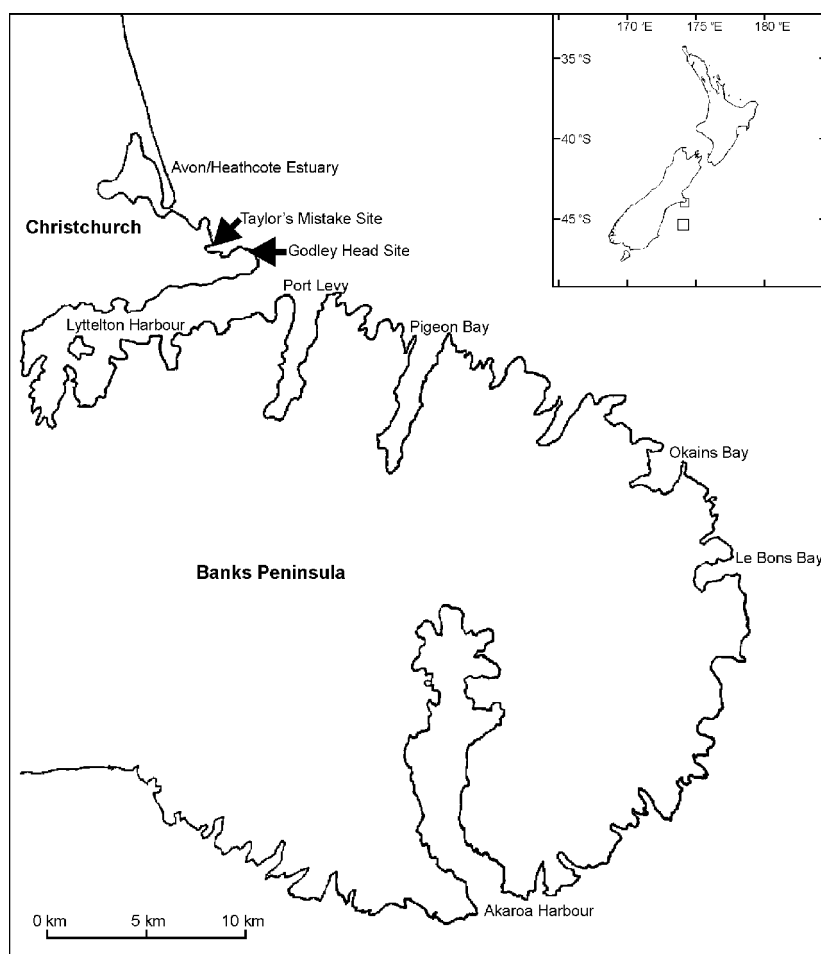 170 °E
175 °E
180 °E
35 °S
40 °S
45 °S
Avon/Heathcote Estuary
Taylor's Mistake Site
Christchurch
Godley Head Site
Port Levy
Lyttelton Harbour
Pigeon Bay
Okains Bay
Le Bons Bay
Banks Peninsula
Akaroa Harbour
0 km
5 km
10 km